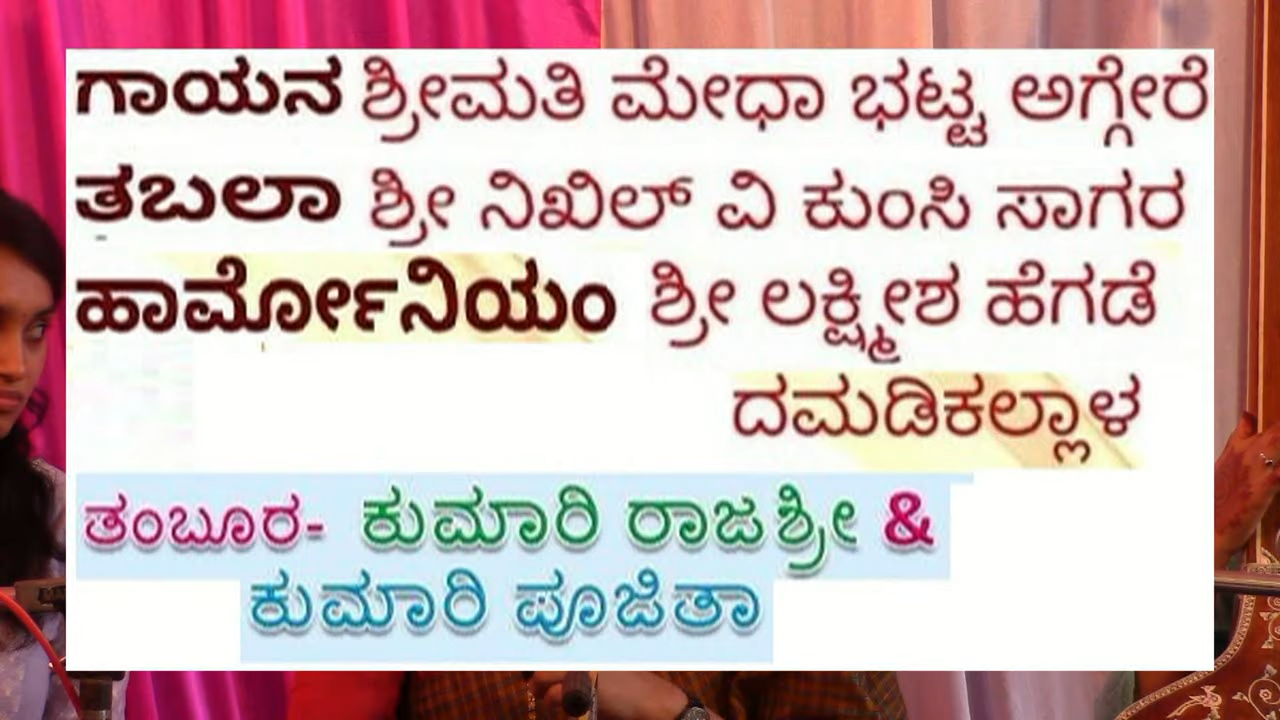 ಗಾಯನ ಶ್ರೀಮತಿ ಮೇಧಾ ಭಟ್ಟ ಅಗ್ಗೇರೆ
ತಬಲಾ ಶ್ರೀ ನಿಖಿಲ್ ವಿ ಕುಂಸಿ ಸಾಗರ
ಹಾರ್ಮೋನಿಯಂ ಶ್ರೀ ಲಕ್ಷ್ಮೀಶ ಹೆಗಡೆ
ದಮಡಿಕಲ್ಲಾಳ
ತಂಬೂರ- ಕುಮಾರಿ ರಾಜಶ್ರೀ &
ಕುಮಾರಿ ಪೂಜಿತಾ